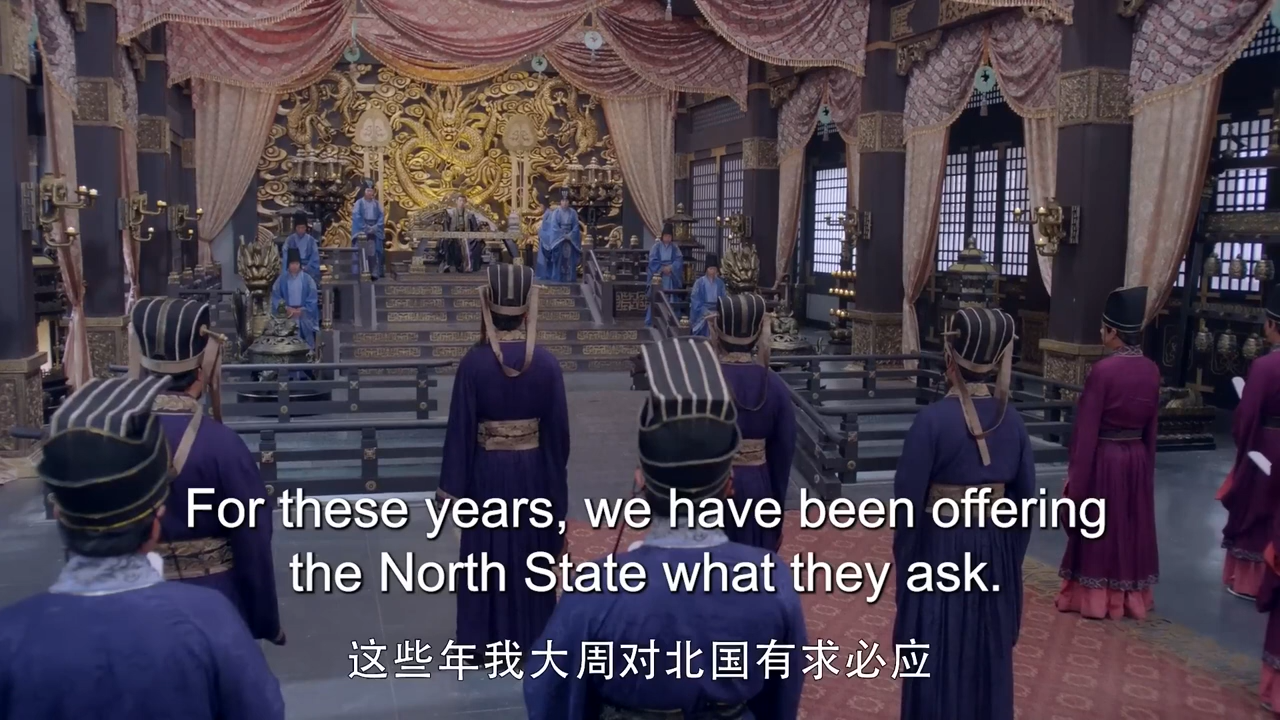 For these years, we have been offering
the North State what they ask.
这些年我大周对北国有求必应